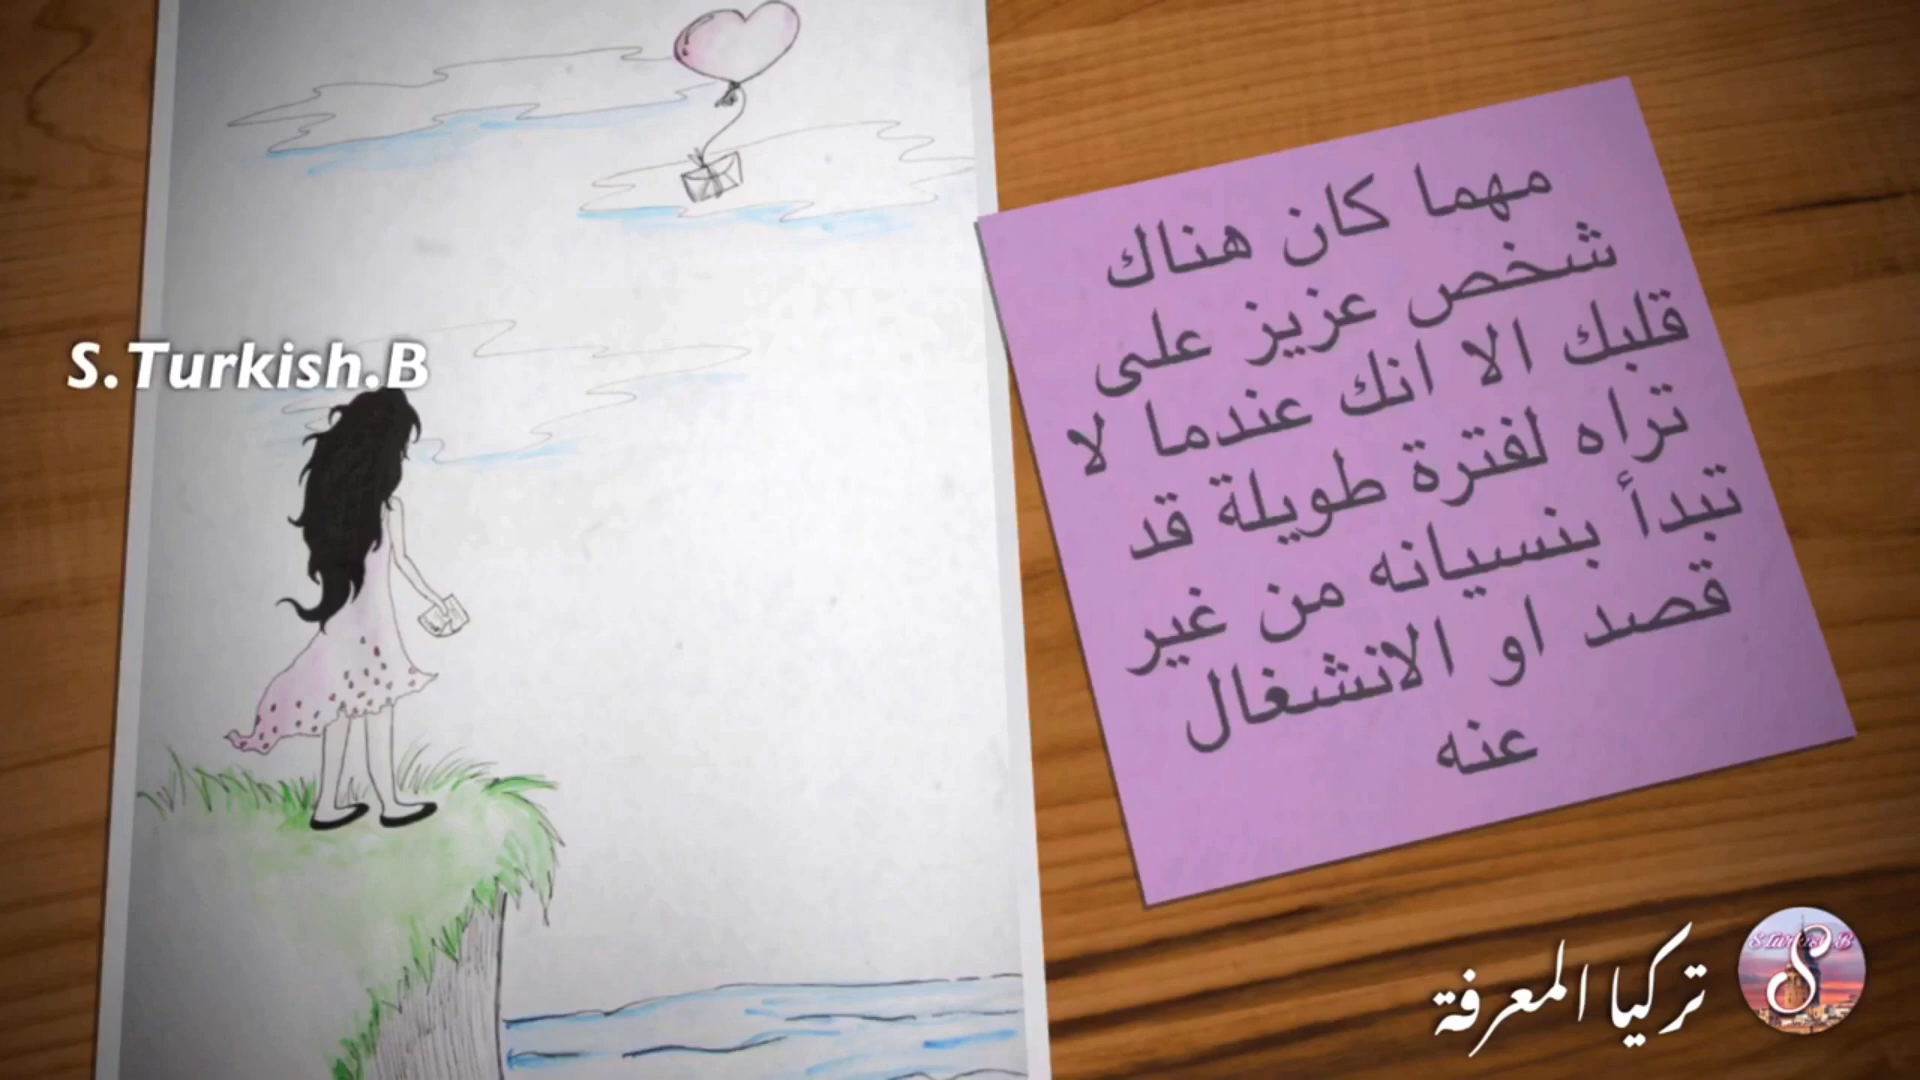 S.Turkish.B
مهما كان هناك
شخص عزيز على
قلبك الا انك عندما لا
تراه لفترة طويلة قد
تبدأ بنسيانه من غير
قصد او الانشغال
عنه
تركيا المعرفة
S Turkish B